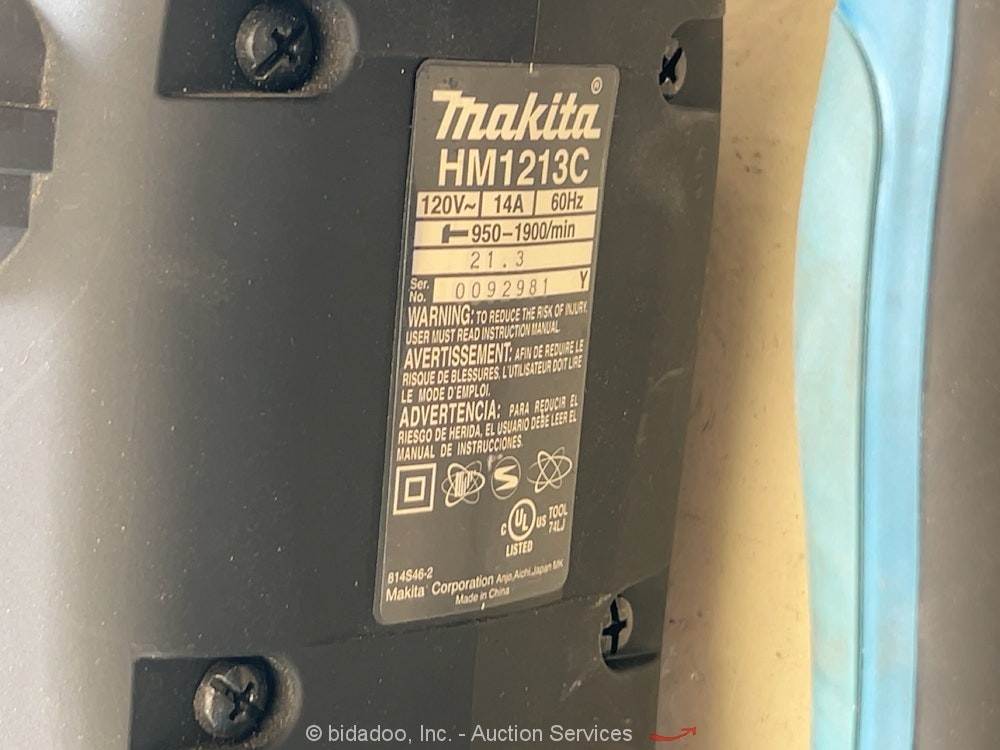 makita®
HM1213C
120V~ 14A 60Hz
950–1900/min
21.3
Ser. No. 0092981 Y
WARNING: TO REDUCE THE RISK OF INJURY,
USER MUST READ INSTRUCTION MANUAL.
AVERTISSEMENT: AFIN DE REDUIRE LE
RISQUE DE BLESSURES, L'UTILISATEUR DOIT LIRE
LE MODE D'EMPLOI.
ADVERTENCIA: PARA REDUCIR EL
RIESGO DE HERIDA, EL USUARIO DEBE LEER EL
MANUAL DE INSTRUCCIONES.
S
C UL US TOOL
74LJ
LISTED
814S46-2
Makita Corporation Anjo, Aichi Japan MK
Made in China
© bidadoo, Inc. - Auction Services